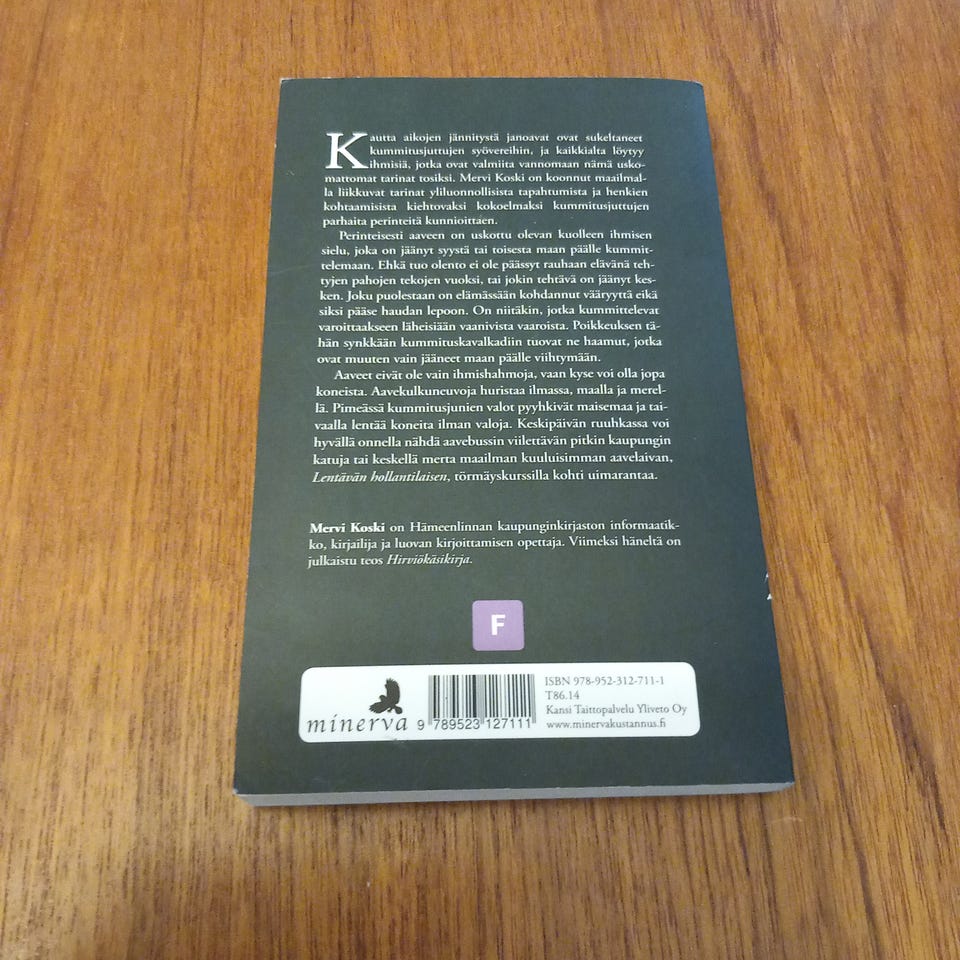 Kautta aikojen jännitystä janoavat ovat sukeltaneet
kummitusjuttujen syövereihin, ja kaikkialta löytyy
ihmisiä, jotka ovat valmiita vannomaan nämä usko-
mattomat tarinat tosiksi. Mervi Koski on koonnut maailmal-
la liikkuvat tarinat yliluonnollisista tapahtumista ja henkien
kohtaamisista kiehtovaksi kokoelmaksi kummitusjuttujen
parhaita perinteitä kunnioittaen.
Perinteisesti aaveen on uskottu olevan kuolleen ihmisen
sielu, joka on jäänyt syystä tai toisesta maan päälle kummit-
telemaan. Ehkä tuo olento ei ole päässyt rauhaan elävänä teh-
tyjen pahojen tekojen vuoksi, tai jokin tehtävä on jäänyt kes-
ken. Joku puolestaan on elämässään kohdannut vääryyttä eikä
siksi pääse haudan lepoon. On niitäkin, jotka kummittelevat
varoittaakseen läheisiään vaanivista vaaroista. Poikkeuksen tä-
hän synkkään kummituskavalkadiin tuovat ne haamut, jotka
ovat muuten vain jääneet maan päälle viihtymään.
Aaveet eivät ole vain ihmishahmoja, vaan kyse voi olla jopa
koneista. Aavekulkuneuvoja huristaa ilmassa, maalla ja merel-
lä. Pimeässä kummitusjunien valot pyyhkivät maisemaa ja tai-
vaalla lentää koneita ilman valoja. Keskipäivän ruuhkassa voi
hyvällä onnella nähdä aavebussin viilettävän pitkin kaupungin
katuja tai keskellä merta maailman kuuluisimman aavelaivan,
Lentävän hollantilaisen, törmäyskurssilla kohti uimarantaa.
Mervi Koski on Hämeenlinnan kaupunginkirjaston informaatik-
ko, kirjailija ja luovan kirjoittamisen opettaja. Viimeksi häneltä on
julkaistu teos Hirviökäsikirja.
F
minerva
9 789523 127111
ISBN 978-952-312-711-1
T86.14
Kansi Taittopalvelu Yliveto Oy
www.minervakustannus.fi